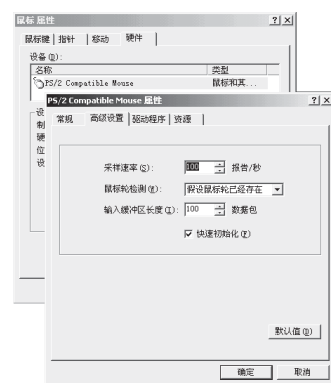 鼠标 属性
鼠标键 指针 移动 硬件
设备(D):
名称 类型
PS/2 Compatible Mouse 鼠标和其...
设
制
硬
位
设
PS/2 Compatible Mouse 属性
常规 高级设置 驱动程序 资源
采样速率(S): 100 报告/秒
鼠标轮检测(W): 假设鼠标轮已经存在
输入缓冲区长度(I): 100 数据包
快速初始化(F)
默认值(D)
确定 取消